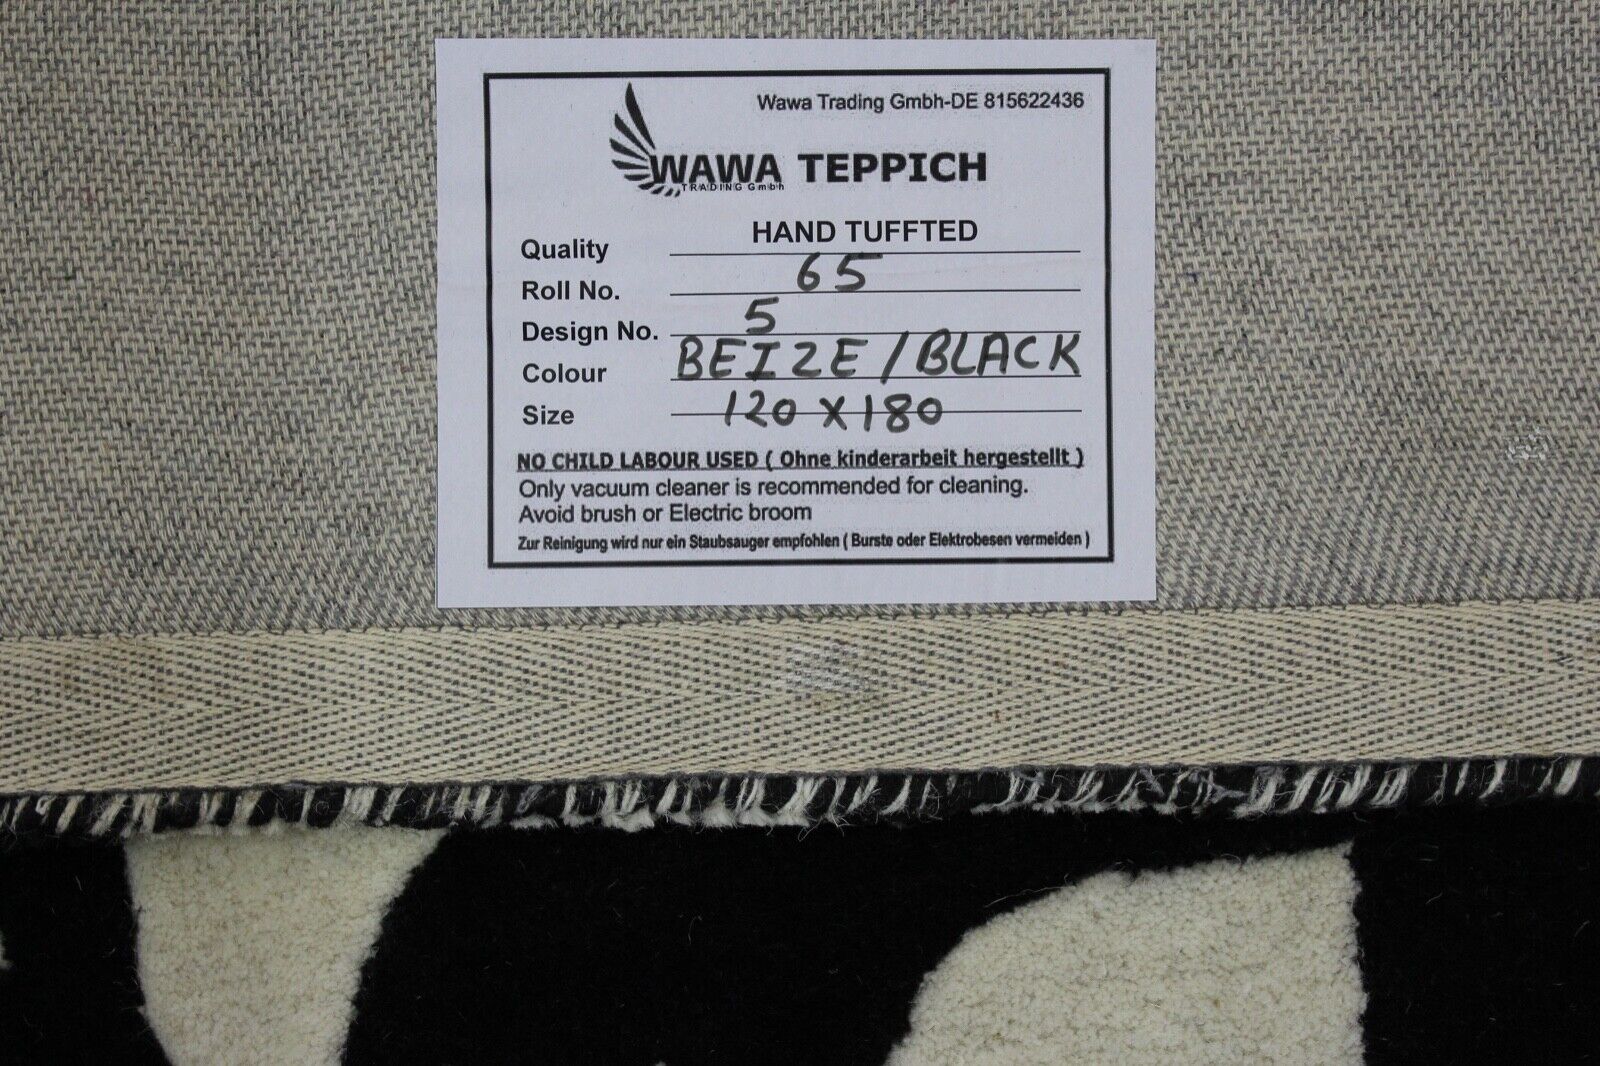 Wawa Trading Gmbh-DE 815622436
WAWA TEPPICH
TRADING Gmbh
Quality HAND TUFFTED
Roll No. 65
Design No. 5
Colour BEIZE/BLACK
Size 120 X 180
NO CHILD LABOUR USED ( Ohne kinderarbeit hergestellt )
Only vacuum cleaner is recommended for cleaning.
Avoid brush or Electric broom
Zur Reinigung wird nur ein Staubsauger empfohlen ( Burste oder Elektrobesen vermeiden )